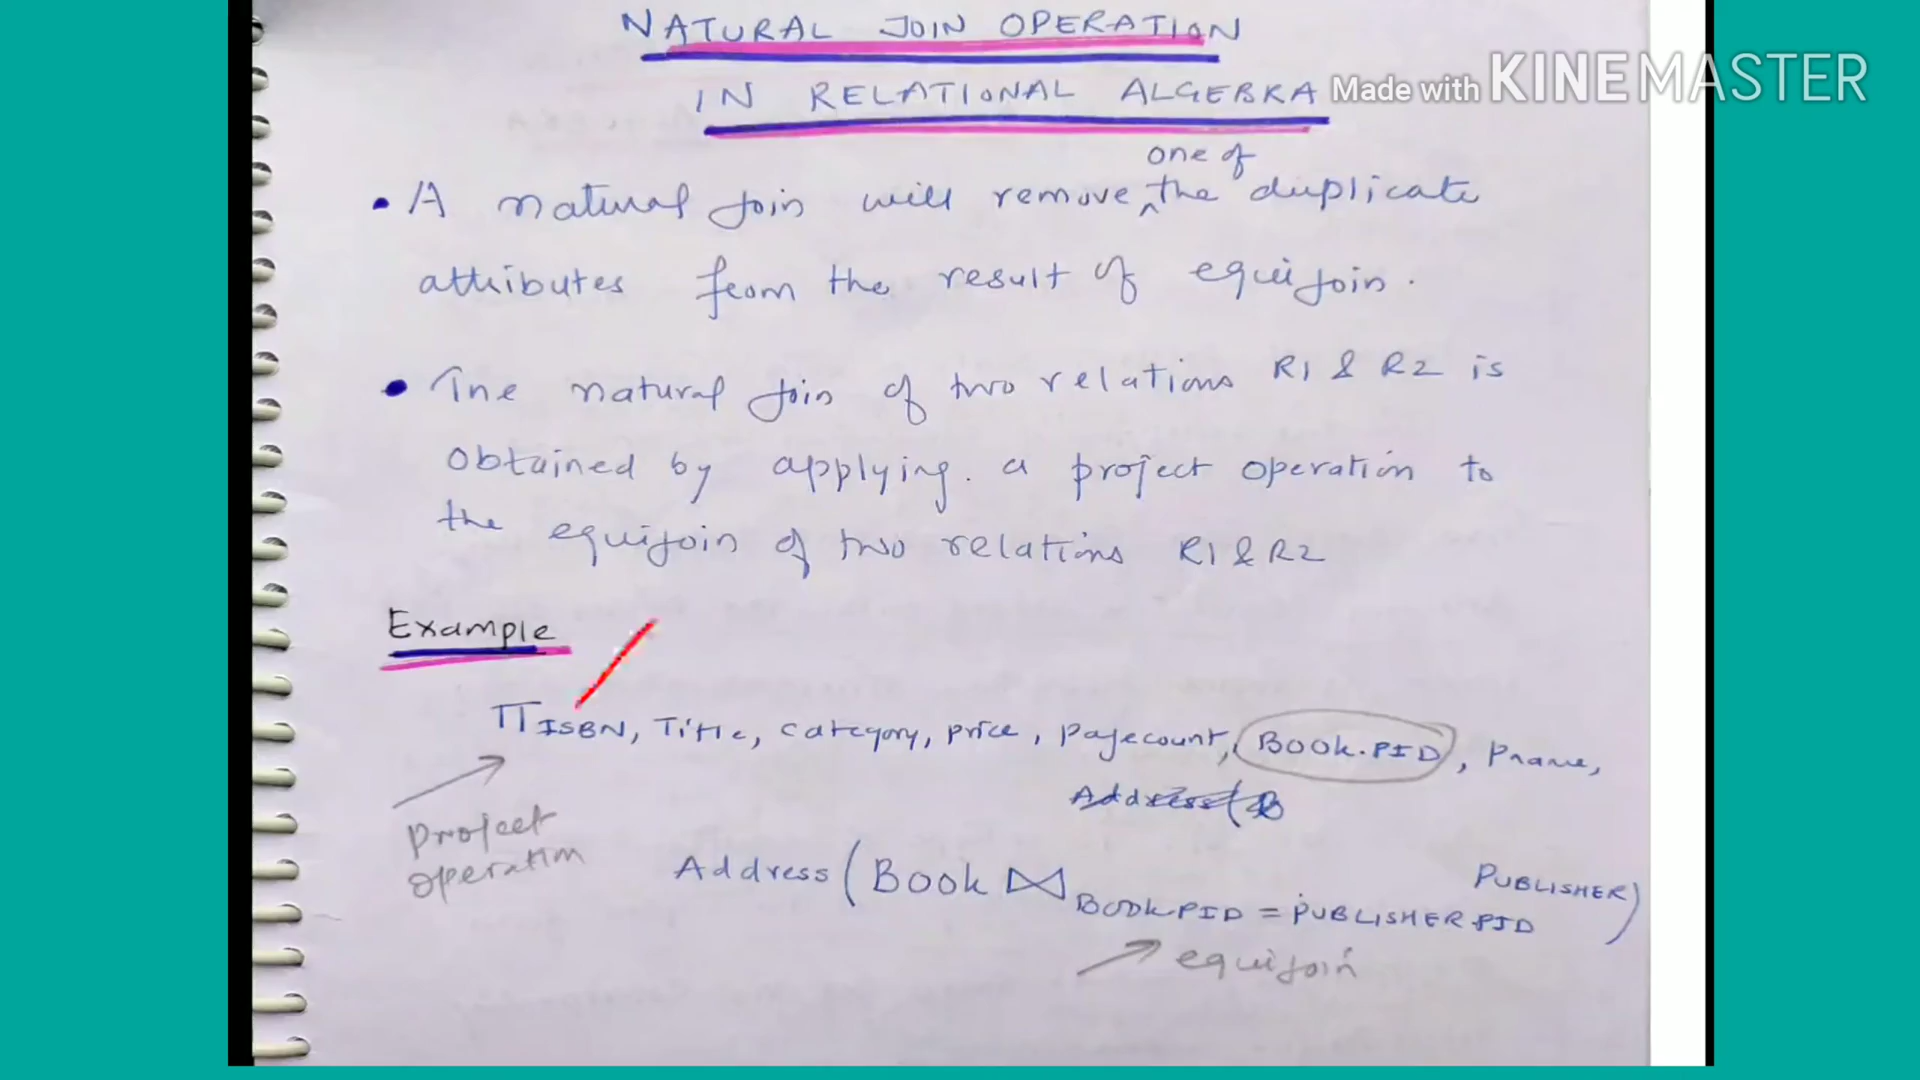 NATURAL JOIN OPERATION
IN RELATIONAL ALGEBRA
Made with KINEMASTER
one of
• A natural join will remove ^ the duplicate
attributes from the result of equijoin.
• The natural join of two relations R1 & R2 is
obtained by applying a project operation to
the equijoin of two relations R1 & R2
Example
π ISBN, Title, category, price, pagecount, BOOK.PID, Pname,
Address (B
Project
operation
Address (Book ⋈ BOOK.PID = PUBLISHER.PID PUBLISHER)
equijoin